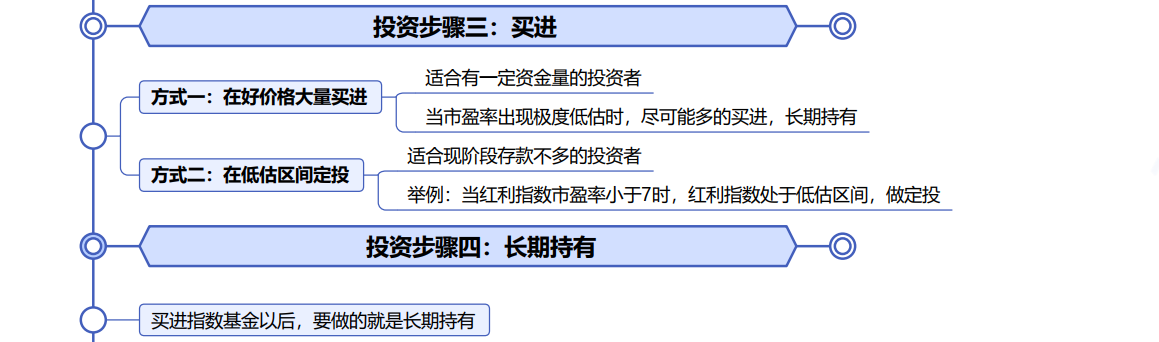 投资步骤三：买进
方式一：在好价格大量买进
适合有一定资金量的投资者
当市盈率出现极度低估时，尽可能多的买进，长期持有
方式二：在低估区间定投
适合现阶段存款不多的投资者
举例：当红利指数市盈率小于7时，红利指数处于低估区间，做定投
投资步骤四：长期持有
买进指数基金以后，要做的就是长期持有